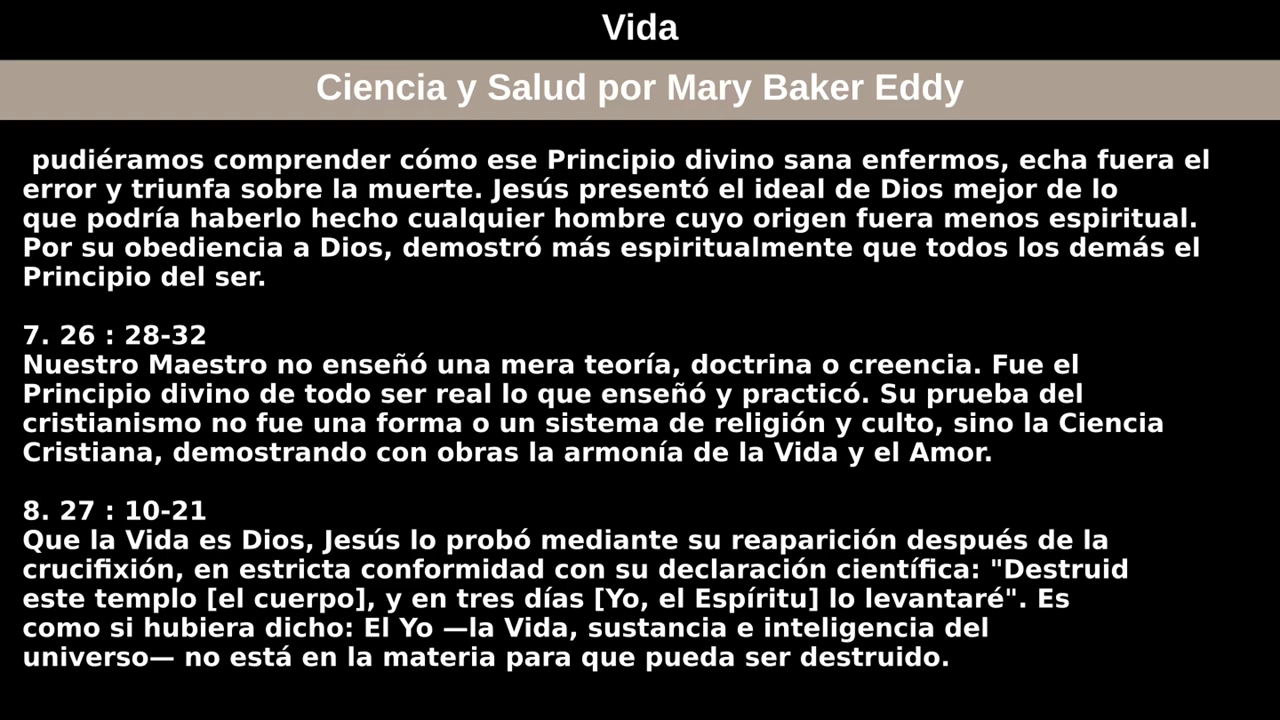 Vida
Ciencia y Salud por Mary Baker Eddy
pudiéramos comprender cómo ese Principio divino sana enfermos, echa fuera el
error y triunfa sobre la muerte. Jesús presentó el ideal de Dios mejor de lo
que podría haberlo hecho cualquier hombre cuyo origen fuera menos espiritual.
Por su obediencia a Dios, demostró más espiritualmente que todos los demás el
Principio del ser.
7. 26 : 28-32
Nuestro Maestro no enseñó una mera teoría, doctrina o creencia. Fue el
Principio divino de todo ser real lo que enseñó y practicó. Su prueba del
cristianismo no fue una forma o un sistema de religión y culto, sino la Ciencia
Cristiana, demostrando con obras la armonía de la Vida y el Amor.
8. 27 : 10-21
Que la Vida es Dios, Jesús lo probó mediante su reaparición después de la
crucifixión, en estricta conformidad con su declaración científica: "Destruid
este templo [el cuerpo], y en tres días [Yo, el Espíritu] lo levantaré". Es
como si hubiera dicho: El Yo —la Vida, sustancia e inteligencia del
universo— no está en la materia para que pueda ser destruido.